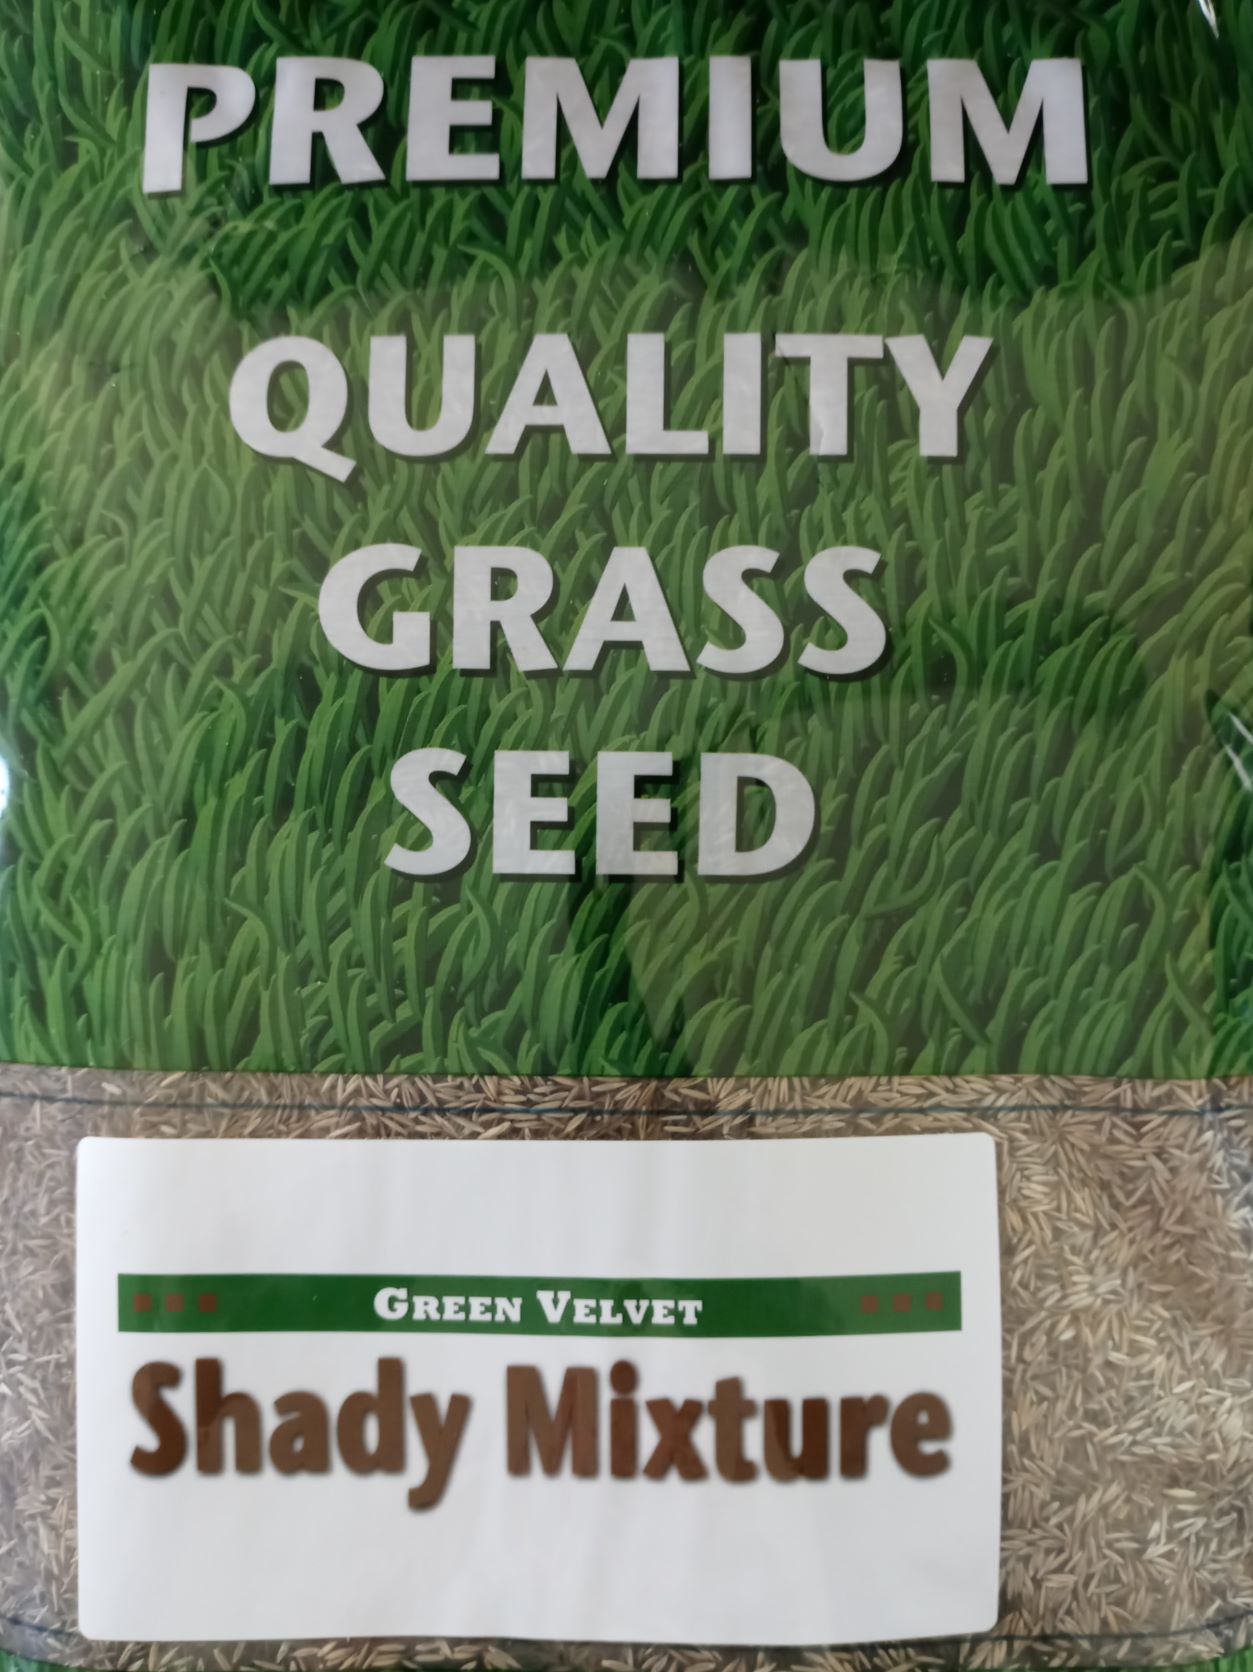 PREMIUM
QUALITY
GRASS
SEED
GREEN VELVET
Shady Mixture